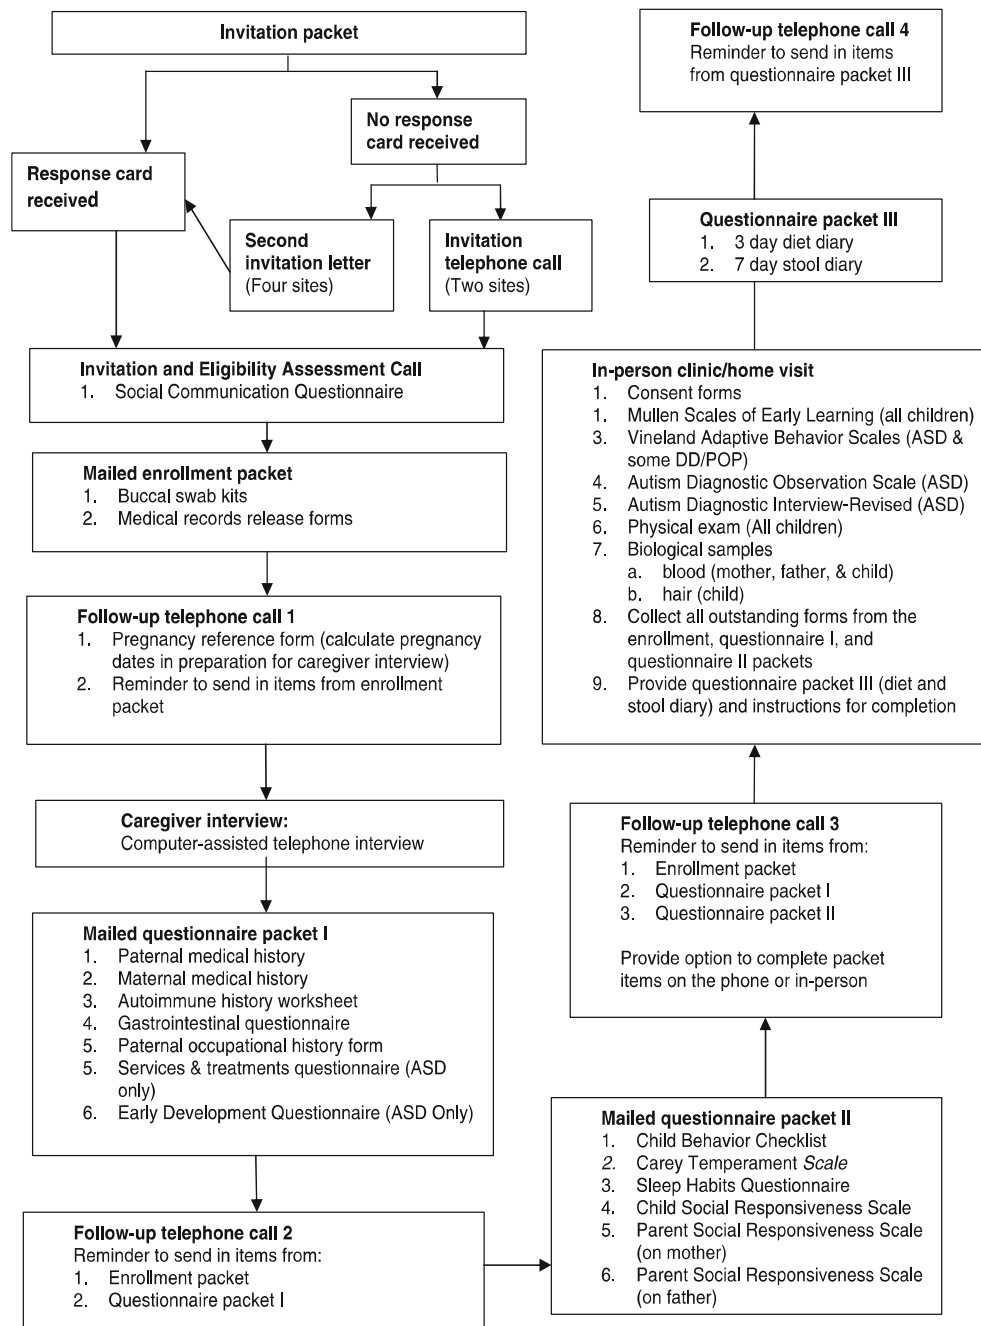 Invitation packet
No response
card received
Response card
received
Second
invitation letter
(Four sites)
Invitation
telephone call
(Two sites)
Invitation and Eligibility Assessment Call
1. Social Communication Questionnaire
Mailed enrollment packet
1. Buccal swab kits
2. Medical records release forms
Follow-up telephone call 1
1. Pregnancy reference form (calculate pregnancy
dates in preparation for caregiver interview)
2. Reminder to send in items from enrollment
packet
Caregiver interview:
Computer-assisted telephone interview
Mailed questionnaire packet I
1. Paternal medical history
2. Maternal medical history
3. Autoimmune history worksheet
4. Gastrointestinal questionnaire
5. Paternal occupational history form
5. Services & treatments questionnaire (ASD
only)
6. Early Development Questionnaire (ASD Only)
Follow-up telephone call 2
Reminder to send in items from:
1. Enrollment packet
2. Questionnaire packet I
Mailed questionnaire packet II
1. Child Behavior Checklist
2. Carey Temperament Scale
3. Sleep Habits Questionnaire
4. Child Social Responsiveness Scale
5. Parent Social Responsiveness Scale
(on mother)
6. Parent Social Responsiveness Scale
(on father)
Follow-up telephone call 3
Reminder to send in items from:
1. Enrollment packet
2. Questionnaire packet I
3. Questionnaire packet II
Provide option to complete packet
items on the phone or in-person
In-person clinic/home visit
1. Consent forms
1. Mullen Scales of Early Learning (all children)
3. Vineland Adaptive Behavior Scales (ASD &
some DD/POP)
4. Autism Diagnostic Observation Scale (ASD)
5. Autism Diagnostic Interview-Revised (ASD)
6. Physical exam (All children)
7. Biological samples
a. blood (mother, father, & child)
b. hair (child)
8. Collect all outstanding forms from the
enrollment, questionnaire I, and
questionnaire II packets
9. Provide questionnaire packet III (diet and
stool diary) and instructions for completion
Questionnaire packet III
1. 3 day diet diary
2. 7 day stool diary
Follow-up telephone call 4
Reminder to send in items
from questionnaire packet III